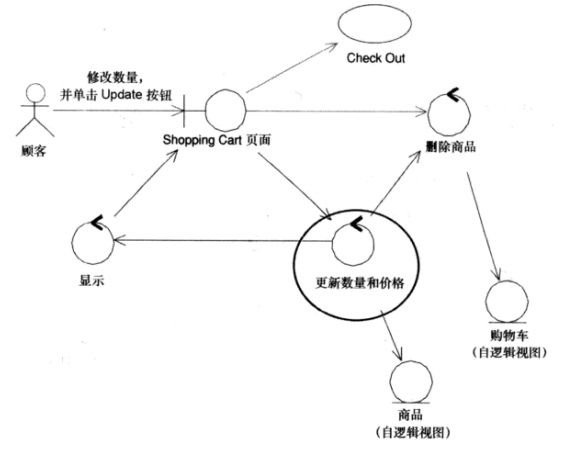 Check Out
修改数量，
并单击 Update 按钮
顾客
Shopping Cart 页面
删除商品
显示
更新数量和价格
购物车
(自逻辑视图)
商品
(自逻辑视图)